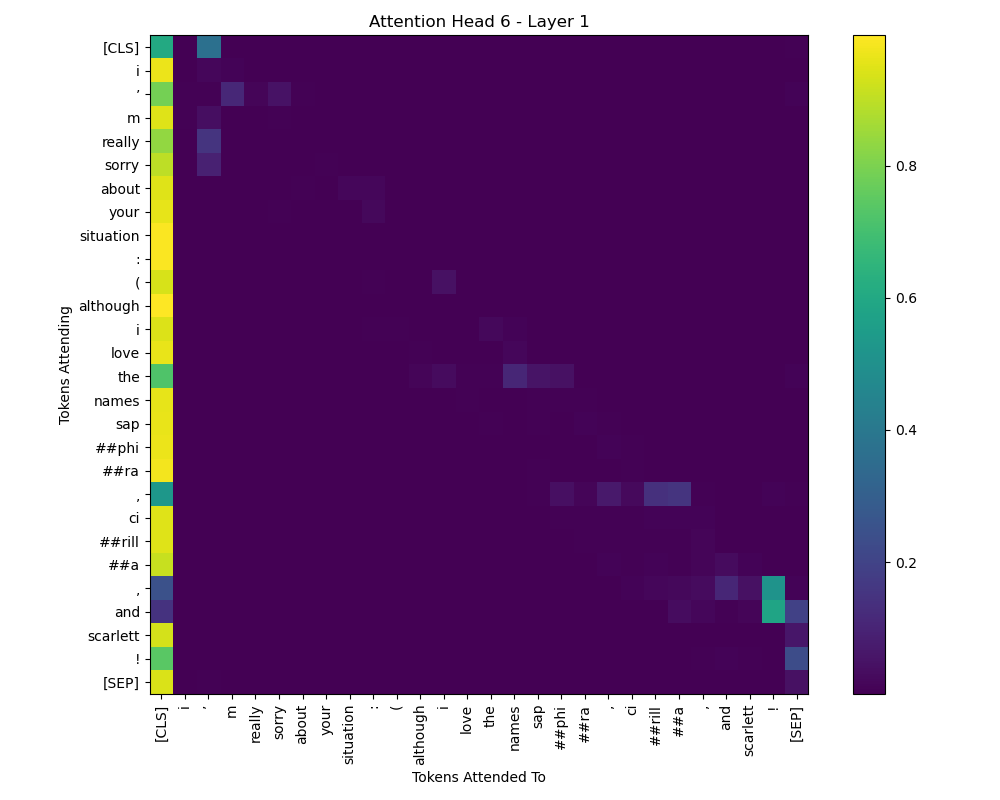 Attention Head 6 - Layer 1
[CLS]
i
’
m
really
sorry
about
your
situation
:
(
although
i
love
the
names
sap
##phi
##ra
,
ci
##rill
##a
,
and
scarlett
!
[SEP]
Tokens Attending
[CLS]
i
’
m
really
sorry
about
your
situation
:
(
although
i
love
the
names
sap
##phi
##ra
,
ci
##rill
##a
,
and
scarlett
!
[SEP]
Tokens Attended To
0.8
0.6
0.4
0.2